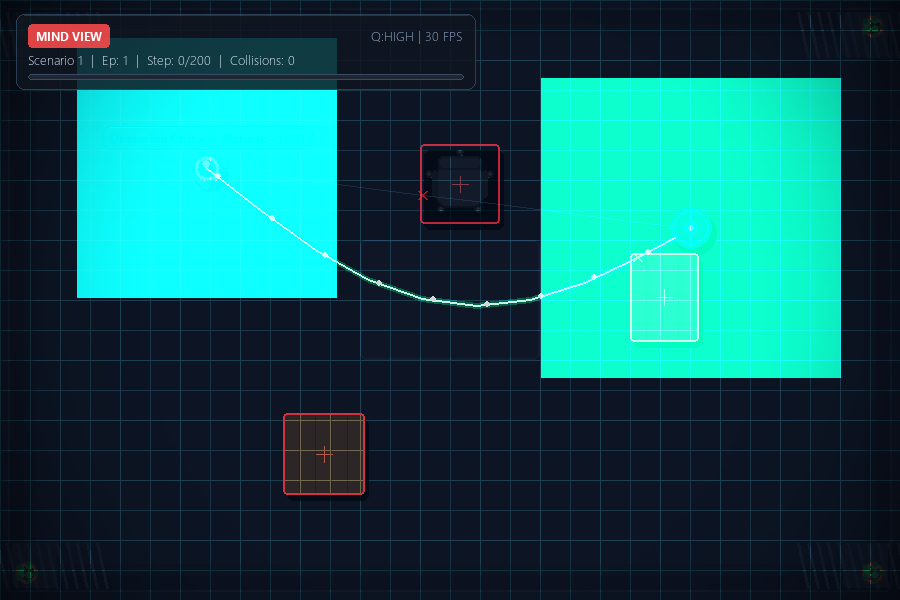 MIND VIEW
Q:HIGH | 30 FPS
Scenario 1 | Ep: 1 | Step: 0/200 | Collisions: 0